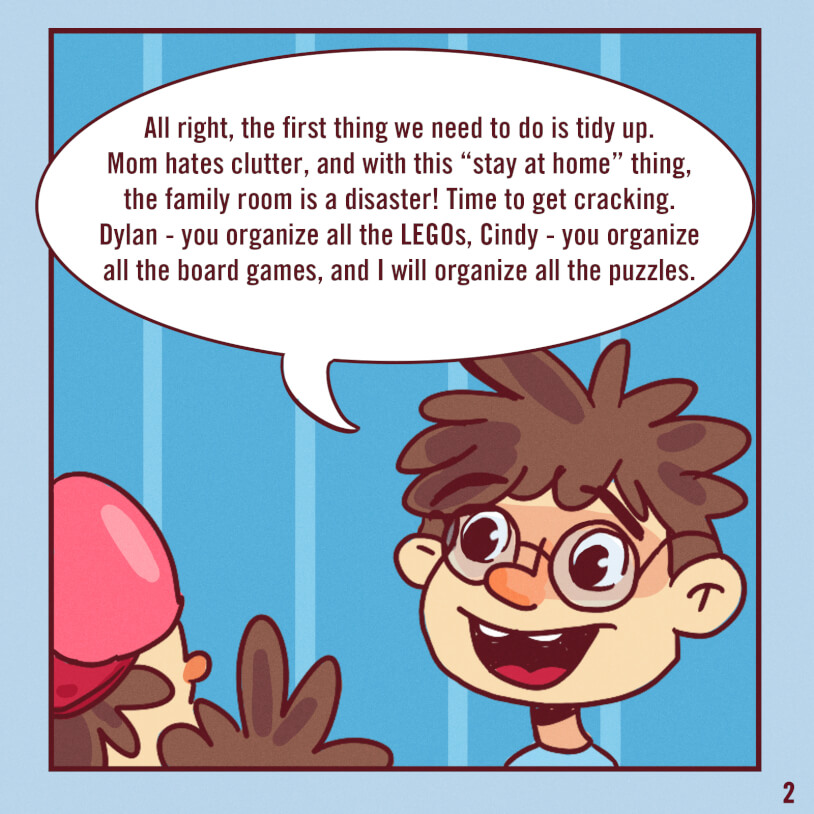 All right, the first thing we need to do is tidy up.
Mom hates clutter, and with this “stay at home” thing,
the family room is a disaster! Time to get cracking.
Dylan - you organize all the LEGOs, Cindy - you organize
all the board games, and I will organize all the puzzles.
2